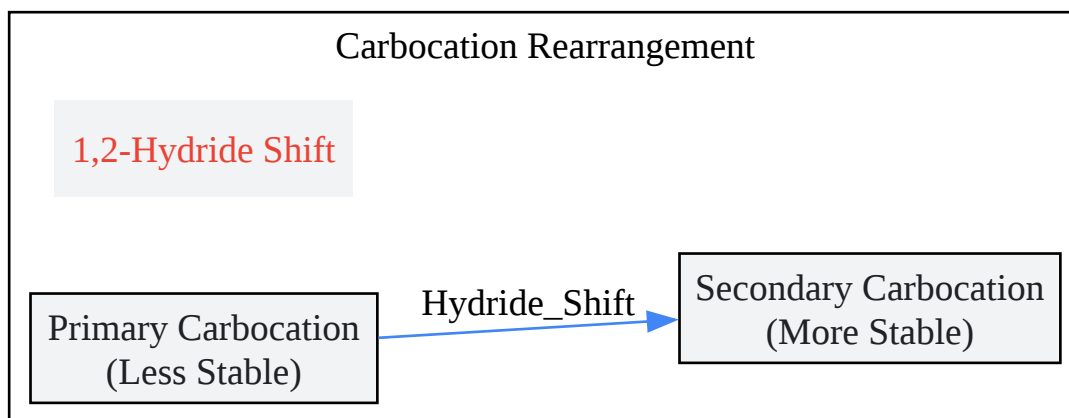 Carbocation Rearrangement
1,2-Hydride Shift
Primary Carbocation
(Less Stable)
Hydride_Shift
Secondary Carbocation
(More Stable)